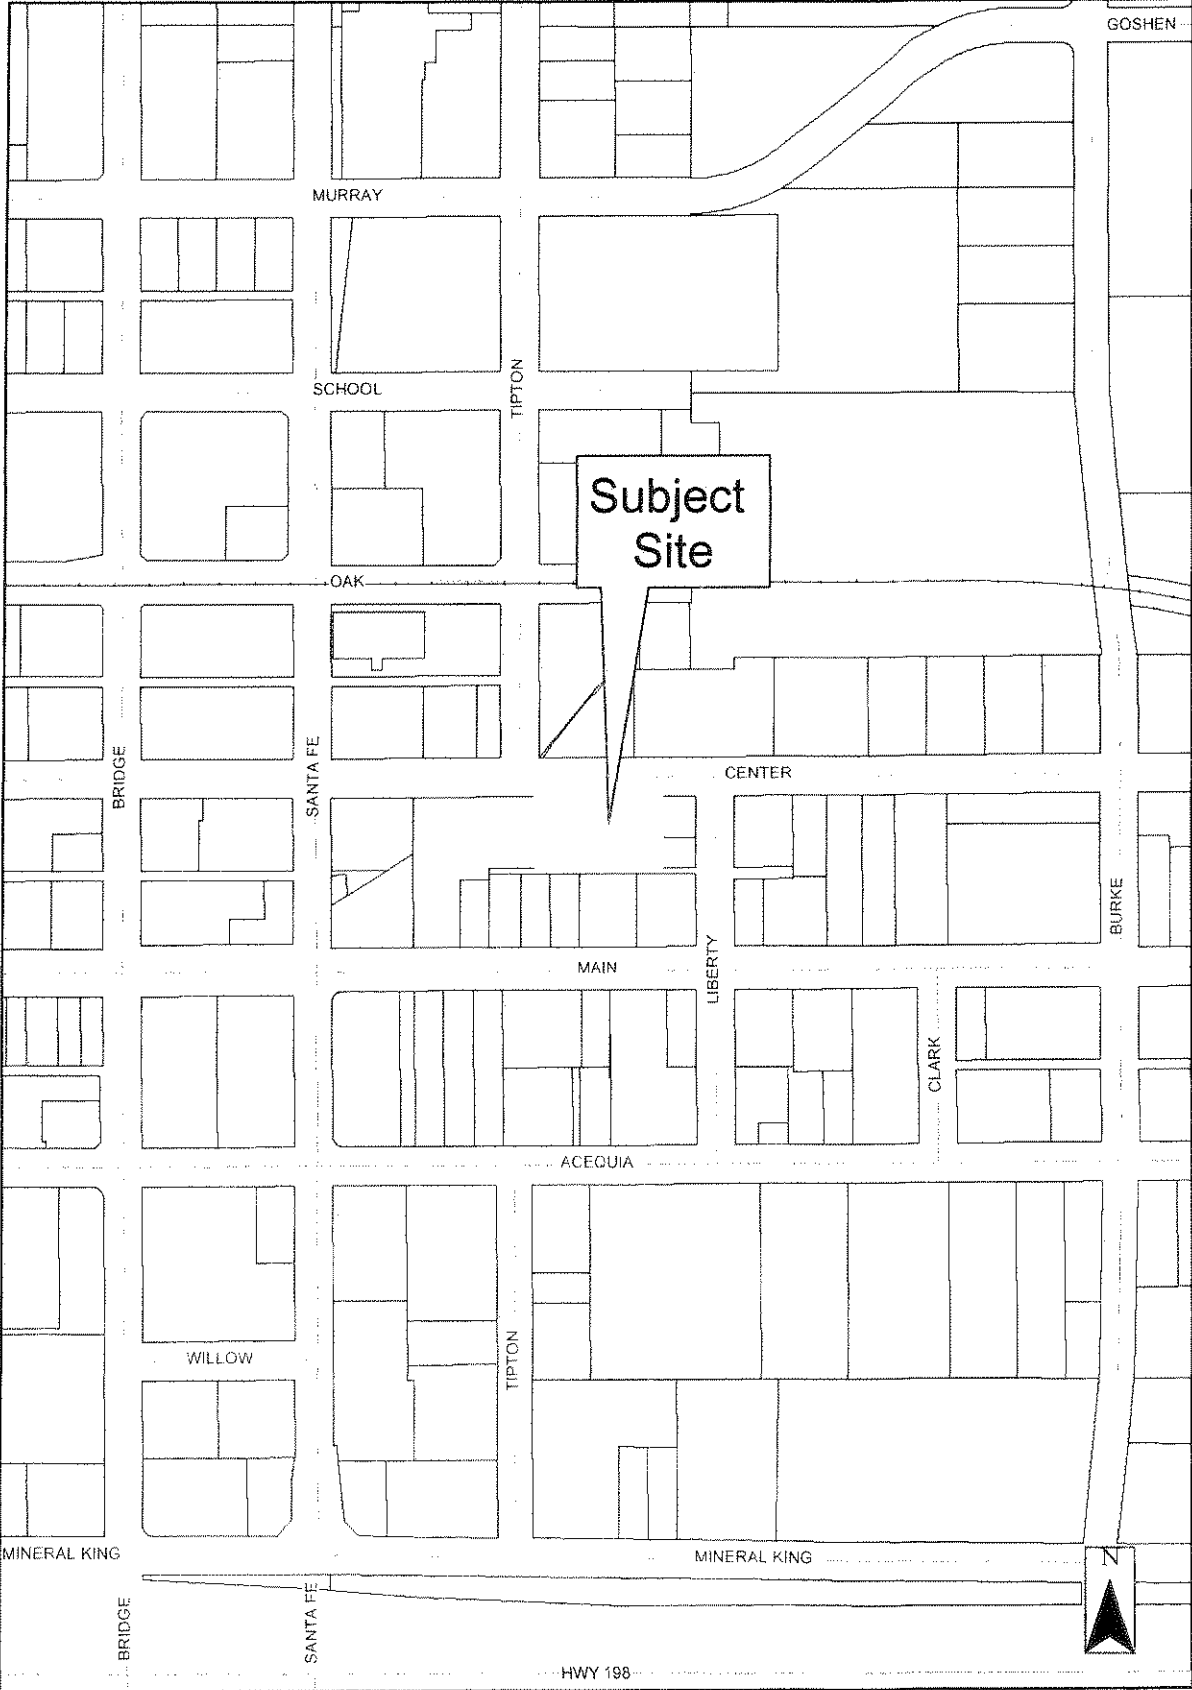 GOSHEN
MURRAY
SCHOOL
TIPTON
Subject
Site
OAK
BRIDGE
SANTA FE
CENTER
BURKE
MAIN
LIBERTY
CLARK
ACEQUIA
WILLOW
TIPTON
MINERAL KING
MINERAL KING
N
BRIDGE
SANTA FE
HWY 198